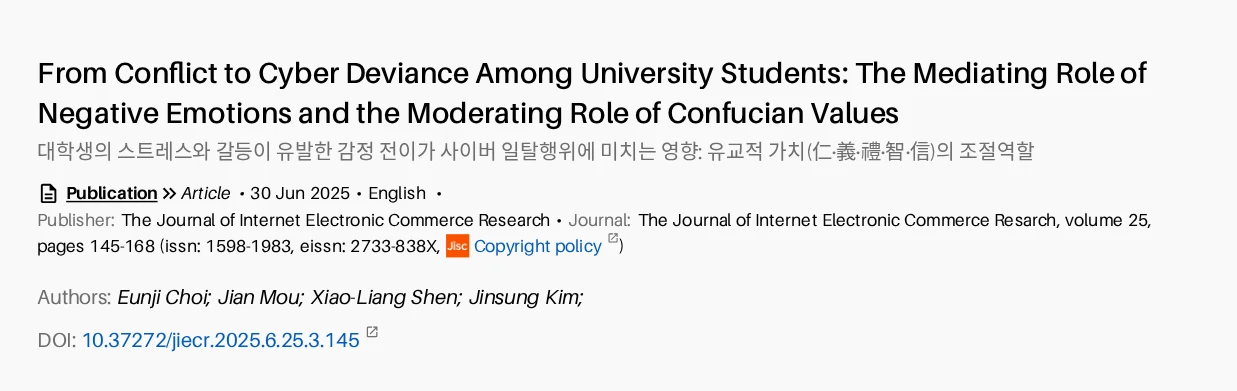 From Conflict to Cyber Deviance Among University Students: The Mediating Role of
Negative Emotions and the Moderating Role of Confucian Values
대학생의 스트레스와 갈등이 유발한 감정 전이가 사이버 일탈행위에 미치는 영향: 유교적 가치(仁·義·禮·智·信)의 조절역할
Publication >> Article • 30 Jun 2025 • English •
Publisher: The Journal of Internet Electronic Commerce Research • Journal: The Journal of Internet Electronic Commerce Resarch, volume 25,
pages 145-168 (issn: 1598-1983, eissn: 2733-838X, Jisc Copyright policy)
Authors: Eunji Choi; Jian Mou; Xiao-Liang Shen; Jinsung Kim;
DOI: 10.37272/jiecr.2025.6.25.3.145